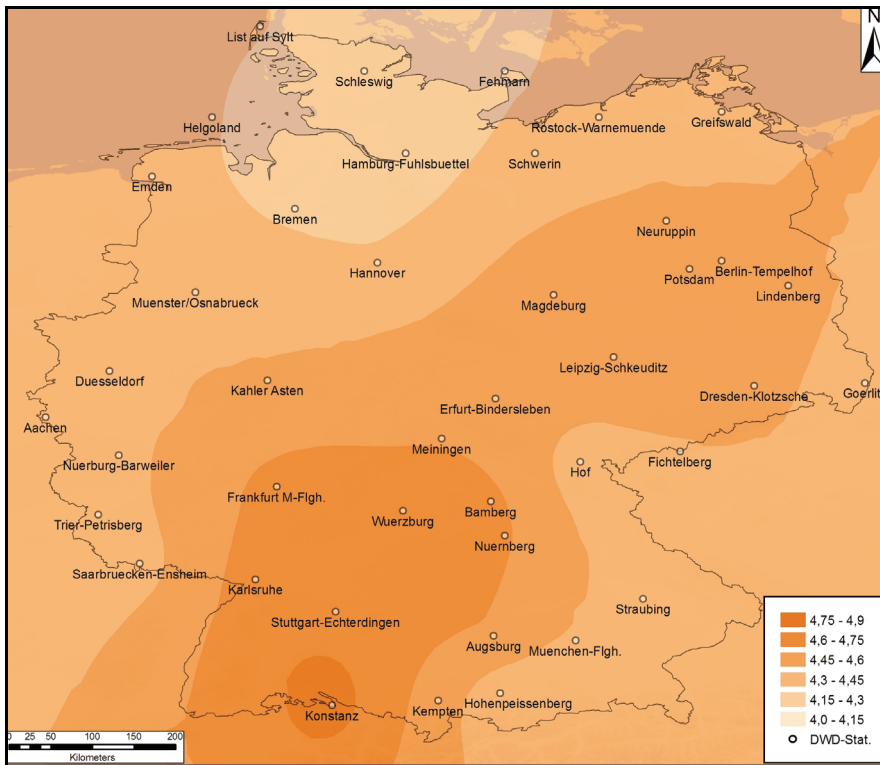 N
List auf Sylt
Schleswig
Fehmarn
Helgoland
Rostock-Warnemuende
Greifswald
Hamburg-Fuhlsbuettel
Schwerin
Emden
Bremen
Neuruppin
Hannover
Potsdam
Berlin-Tempelhof
Lindenberg
Muenster/Osnabrueck
Magdeburg
Leipzig-Schkeuditz
Duesseldorf
Kahler Asten
Dresden-Klotzsche
Goerlit
Erfurt-Bindersleben
Aachen
Meiningen
Nuerburg-Barweiler
Hof
Fichtelberg
Frankfurt M-Flgh.
Bamberg
Wuerzburg
Trier-Petrisberg
Nuernberg
Saarbruecken-Ensheim
Karlsruhe
Straubing
Stuttgart-Echterdingen
Augsburg
Muenchen-Flgh.
Hohenpeissenberg
Kempten
Konstanz
4,75 - 4,9
4,6 - 4,75
4,45 - 4,6
4,3 - 4,45
4,15 - 4,3
4,0 - 4,15
DWD-Stat.
0 25 50 100 150 200
Kilometers